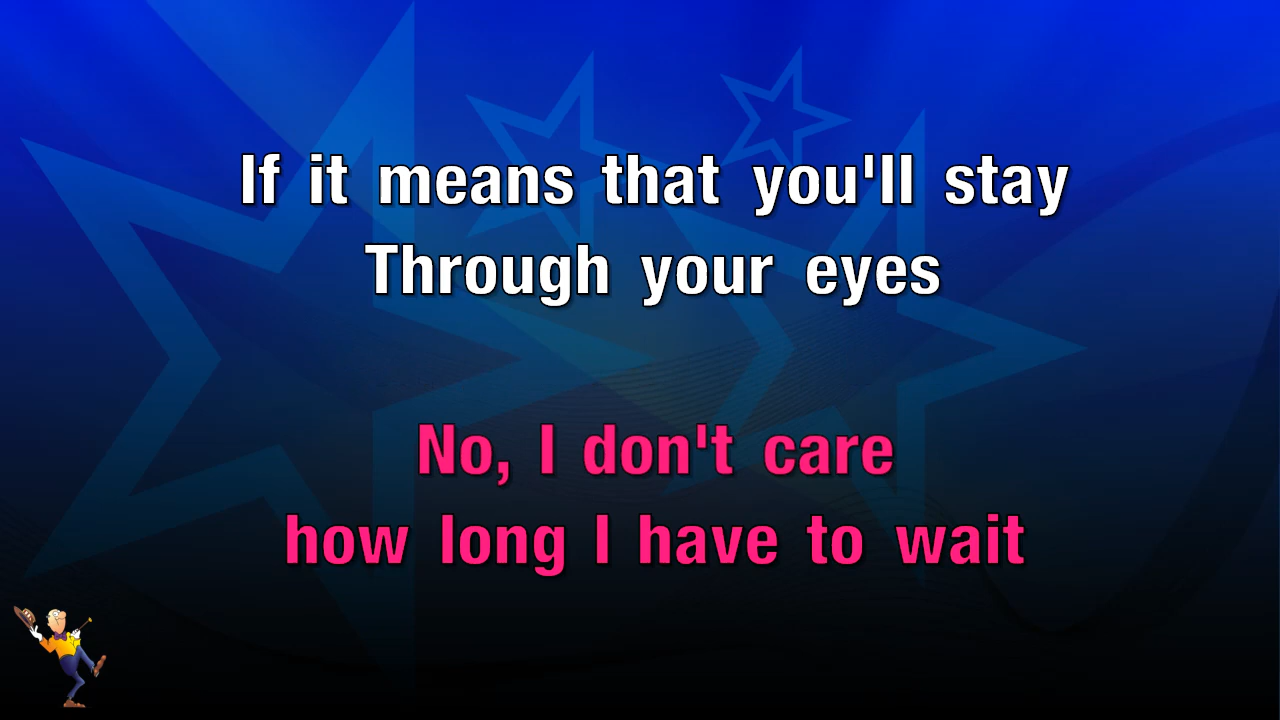 If it means that you'll stay
Through your eyes
No, I don't care
how long I have to wait